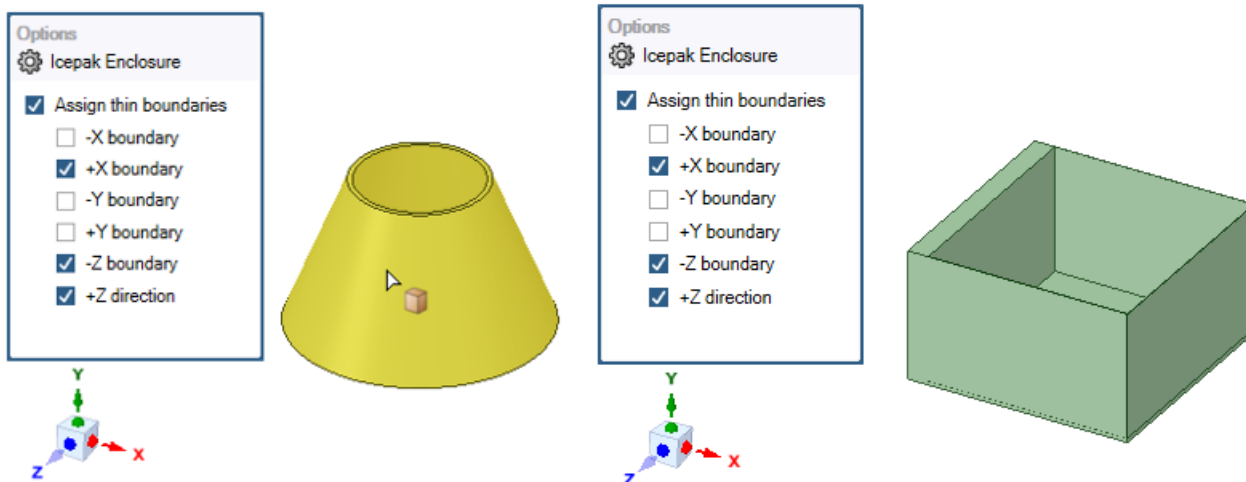 Options
Icepak Enclosure
Assign thin boundaries
-X boundary
+X boundary
-Y boundary
+Y boundary
-Z boundary
+Z direction
Y
X
Z
Options
Icepak Enclosure
Assign thin boundaries
-X boundary
+X boundary
-Y boundary
+Y boundary
-Z boundary
+Z direction
Y
X
Z